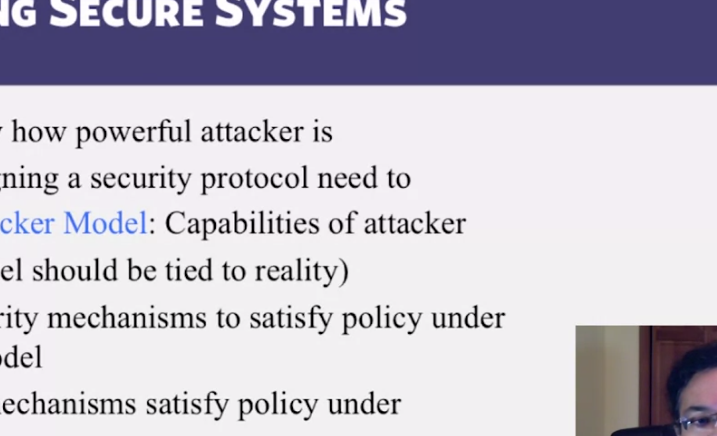 NG SECURE SYSTEMS
how powerful attacker is
gning a security protocol need to
cker Model: Capabilities of attacker
el should be tied to reality)
rity mechanisms to satisfy policy under
odel
echanisms satisfy policy under